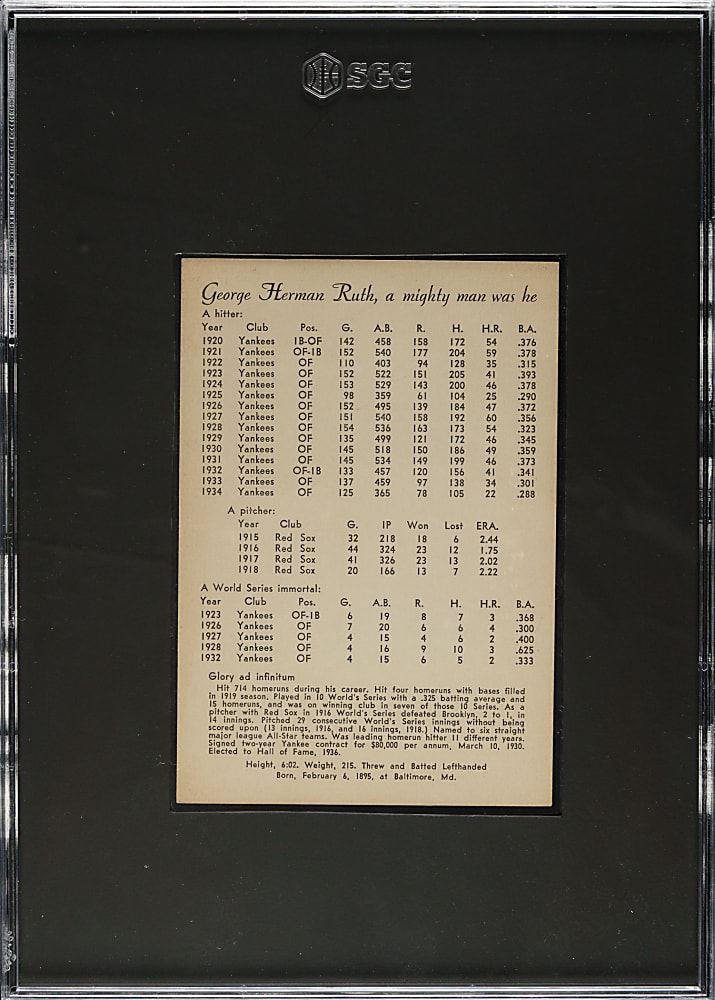 SGC
George Herman Ruth, a mighty man was he
A hitter:
Year Club Pos. G. A.B. R. H. H.R. B.A.
1920 Yankees 1B-OF 142 458 158 172 54 .376
1921 Yankees OF-1B 152 540 177 204 59 .378
1922 Yankees OF 110 403 94 128 35 .315
1923 Yankees OF 152 522 151 205 41 .393
1924 Yankees OF 153 529 143 200 46 .378
1925 Yankees OF 98 359 61 104 25 .290
1926 Yankees OF 152 495 139 184 47 .372
1927 Yankees OF 151 540 158 192 60 .356
1928 Yankees OF 154 536 163 173 54 .323
1929 Yankees OF 135 499 121 172 46 .345
1930 Yankees OF 145 518 150 186 49 .359
1931 Yankees OF 145 534 149 199 46 .373
1932 Yankees OF-1B 133 457 120 156 41 .341
1933 Yankees OF 137 459 97 138 34 .301
1934 Yankees OF 125 365 78 105 22 .288
A pitcher:
Year Club G. IP Won Lost ERA.
1915 Red Sox 32 218 18 6 2.44
1916 Red Sox 44 324 23 12 1.75
1917 Red Sox 41 326 23 13 2.02
1918 Red Sox 20 166 13 7 2.22
A World Series immortal:
Year Club Pos. G. A.B. R. H. H.R. B.A.
1923 Yankees OF-1B 6 19 8 7 3 .368
1926 Yankees OF 7 20 6 6 4 .300
1927 Yankees OF 4 15 4 6 2 .400
1928 Yankees OF 4 16 9 10 3 .625
1932 Yankees OF 4 15 6 5 2 .333
Glory ad infinitum
Hit 714 homeruns during his career. Hit four homeruns with bases filled
in 1919 season. Played in 10 World's Series with a .325 batting average and
15 homeruns, and was on winning club in seven of those 10 Series. As a
pitcher with Red Sox in 1916 World's Series defeated Brooklyn, 2 to 1, in
14 innings. Pitched 29 consecutive World's Series innings without being
scored upon (13 innings, 1916, and 16 innings, 1918.) Named to six straight
major league All-Star teams. Was leading homerun hitter 11 different years.
Signed two-year Yankee contract for $80,000 per annum, March 10, 1930.
Elected to Hall of Fame, 1936.
Height, 6:02. Weight, 215. Threw and Batted Lefthanded
Born, February 6, 1895, at Baltimore, Md.